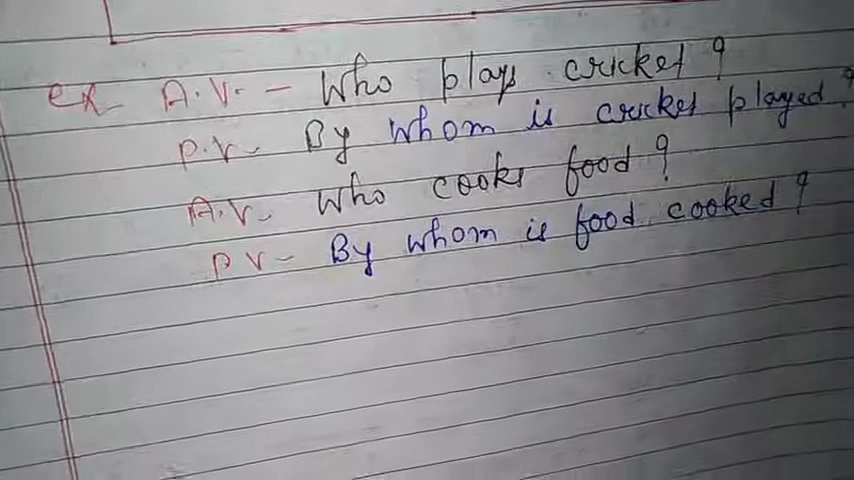 ex- A.V. - Who plays cricket ?
P.V- By whom is cricket played ?
A.V- Who cooks food ?
P V- By whom is food cooked ?